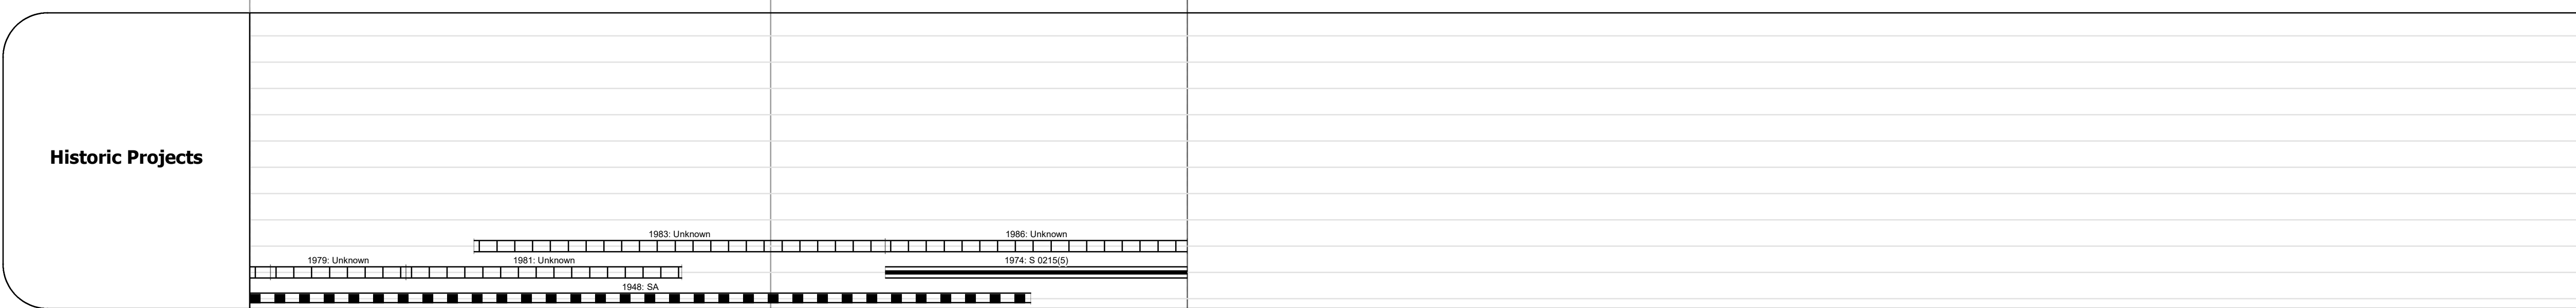 Historic Projects
1983: Unknown
1986: Unknown
1979: Unknown
1981: Unknown
1974: S 0215(5)
1948: SA